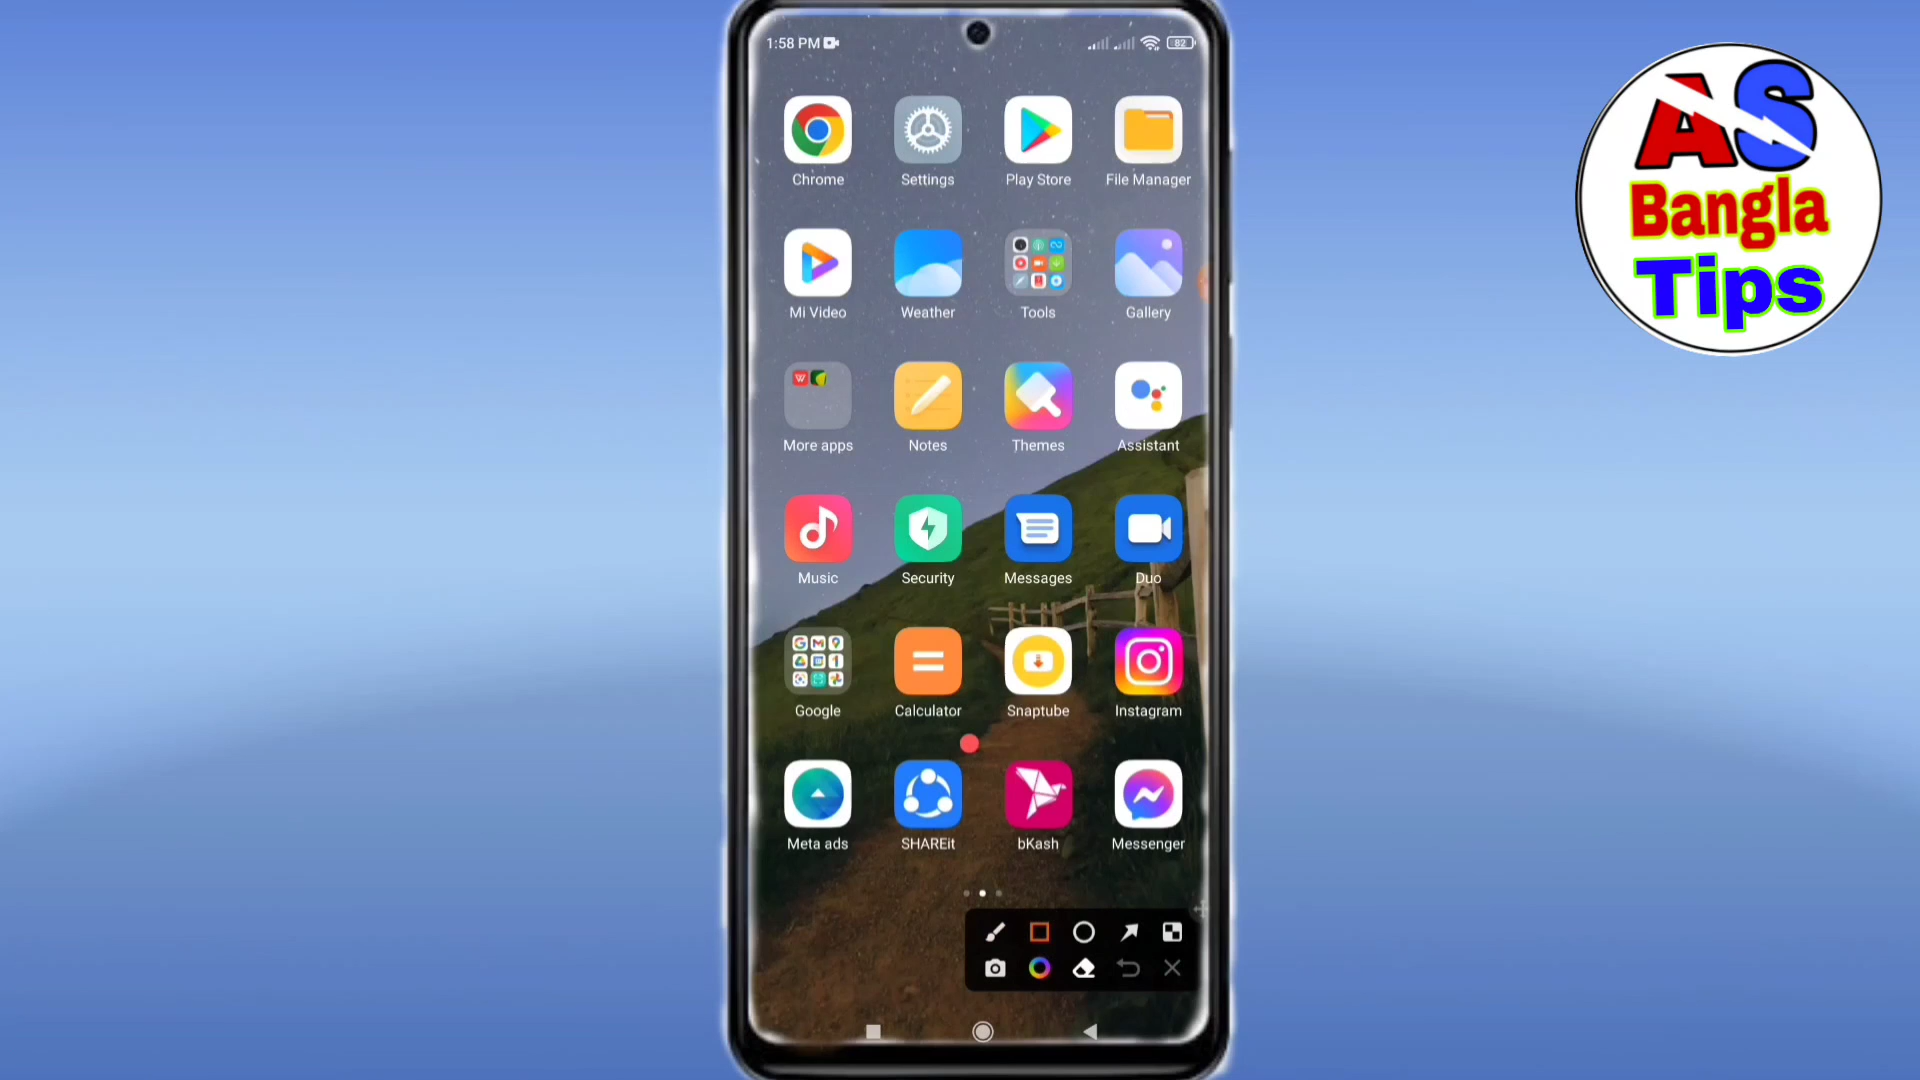 1:58 PM
82
Chrome
Settings
Play Store
File Manager
Mi Video
Weather
Tools
Gallery
More apps
Notes
Themes
Assistant
Music
Security
Messages
Duo
Google
Calculator
Snaptube
Instagram
Meta ads
SHAREit
bKash
Messenger
AS
Bangla
Tips